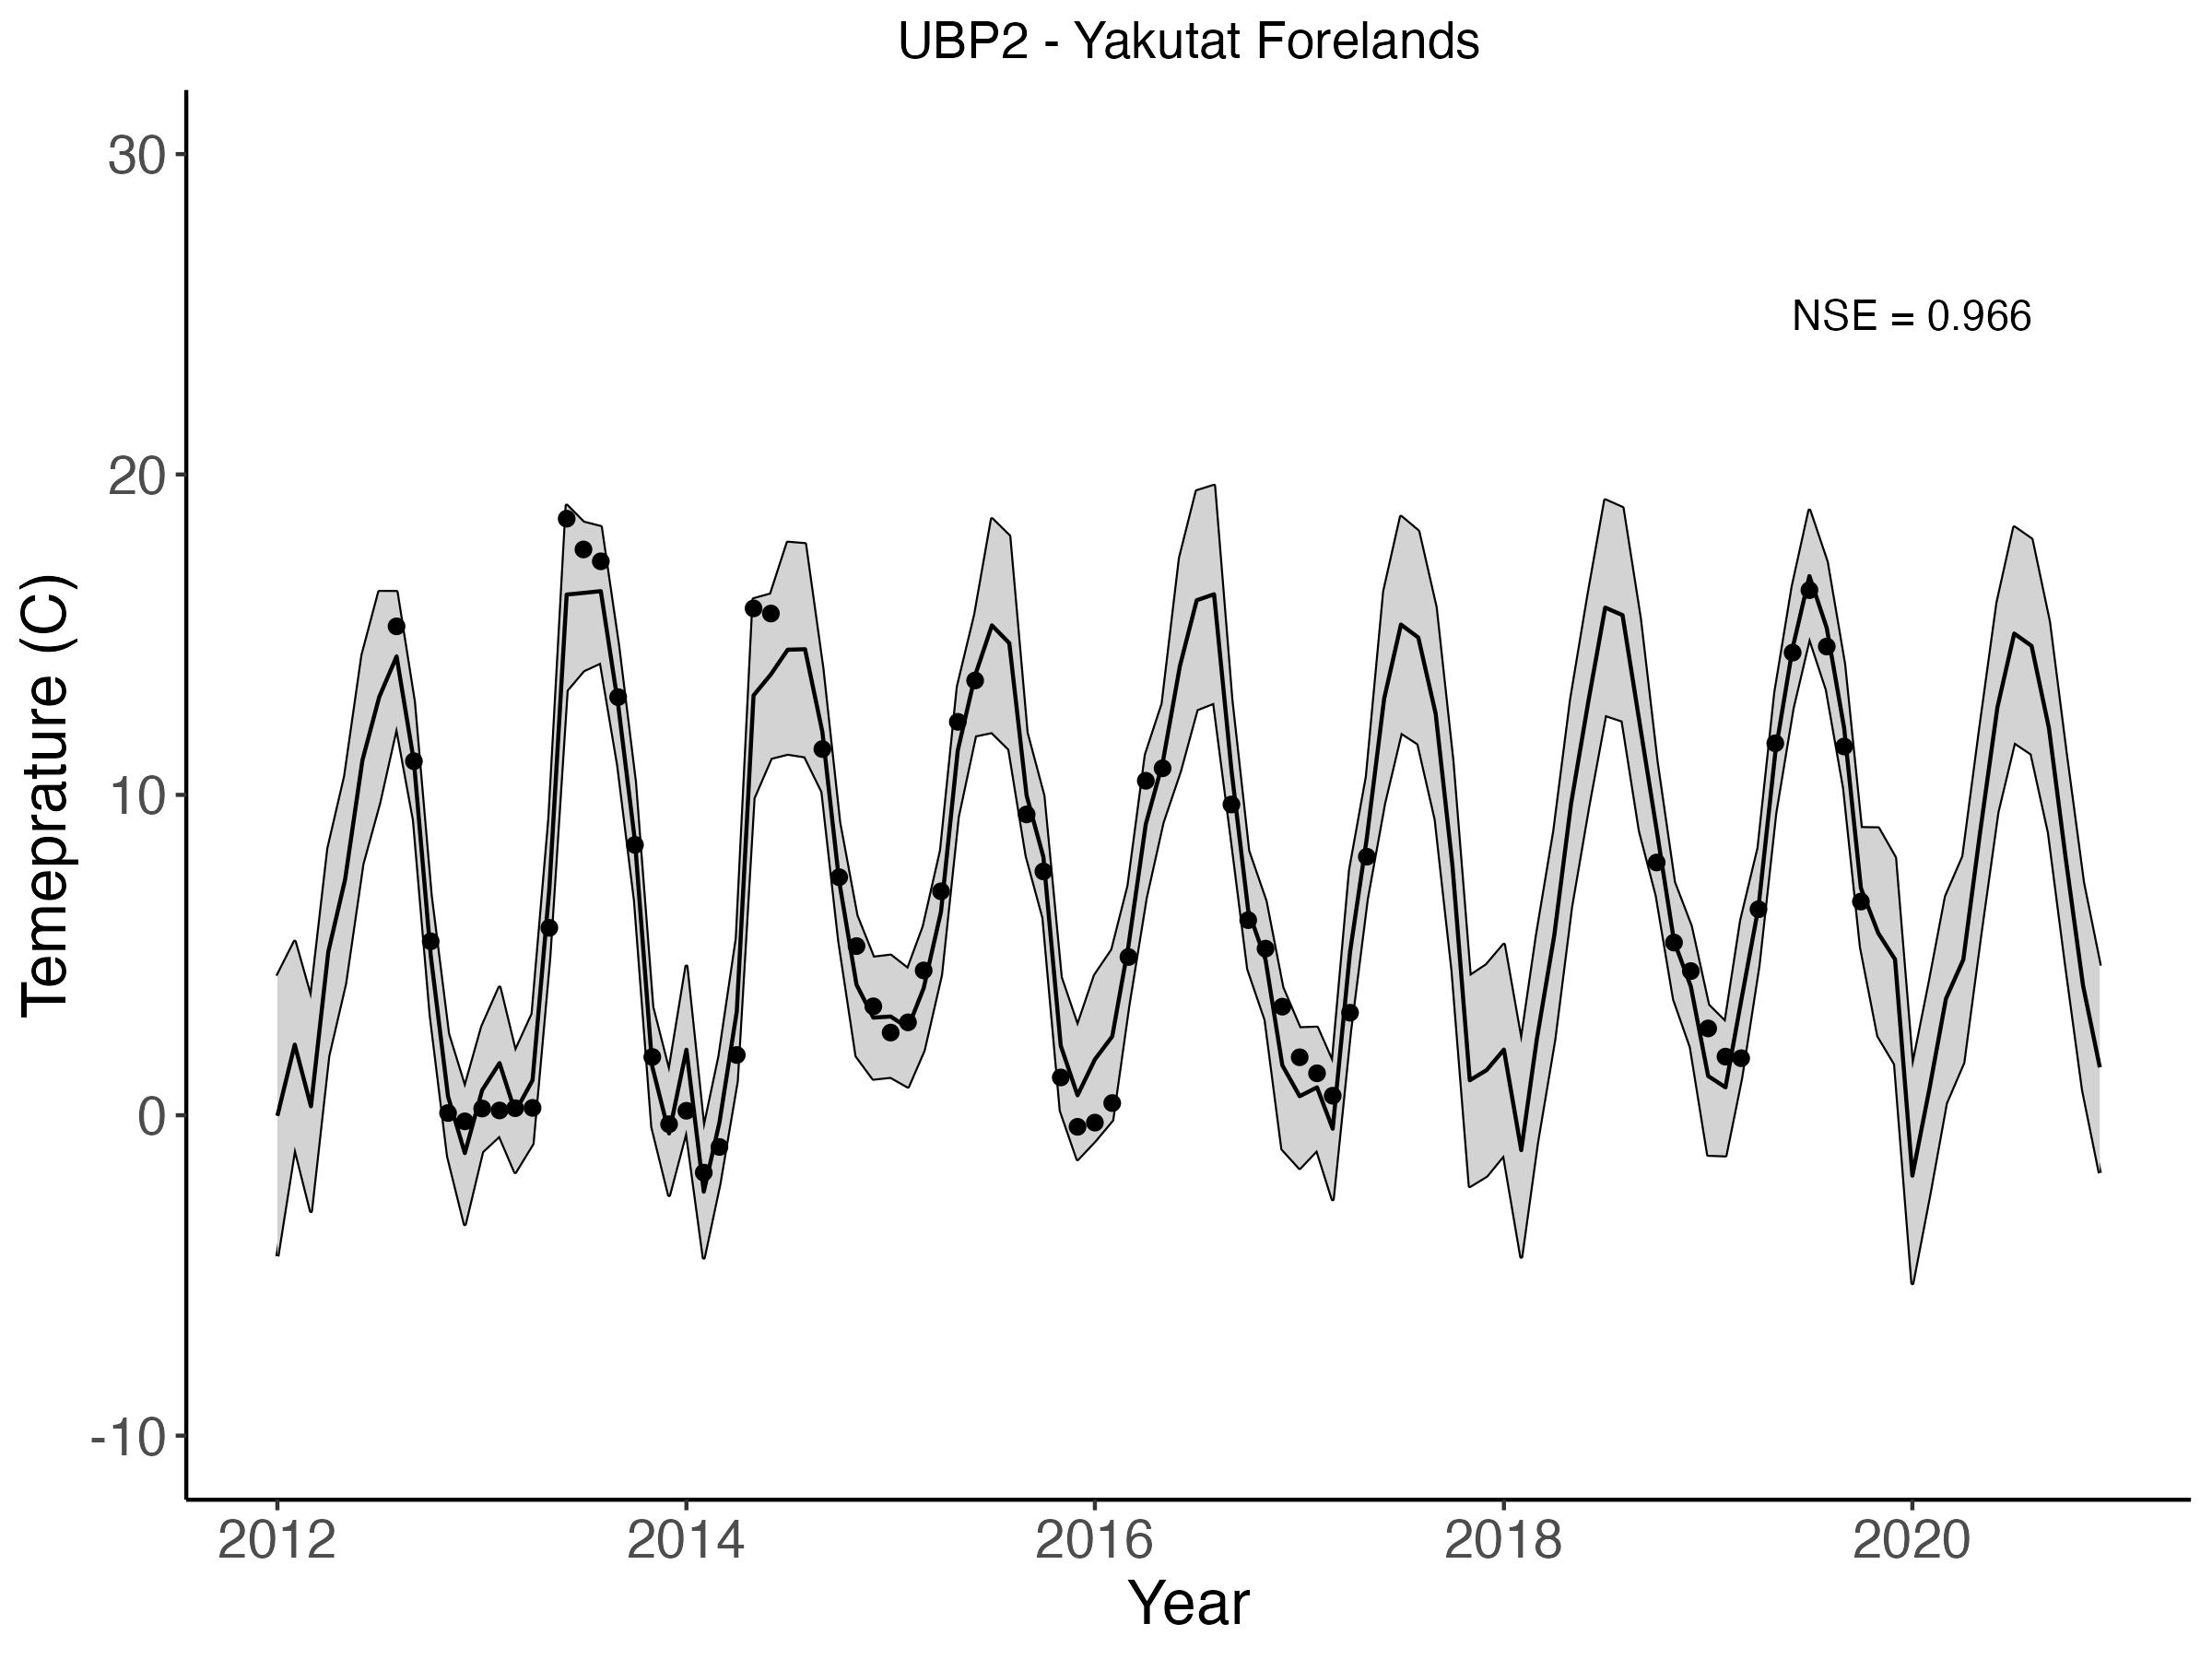 UBP2 - Yakutat Forelands
30
20
10
0
-10
Temeprature (C)
NSE = 0.966
2012
2014
2016
2018
2020
Year